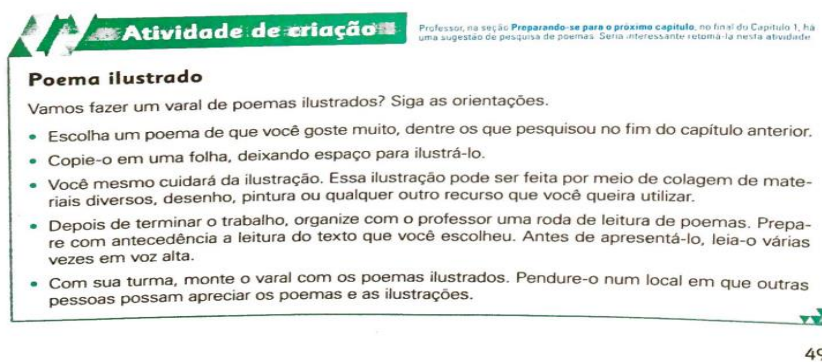 Atividade de criação
Professor, na seção Preparando-se para o próximo capítulo, no final do Capítulo 1, há
uma sugestão de pesquisa de poemas. Seria interessante retomá-la nesta atividade.
Poema ilustrado
Vamos fazer um varal de poemas ilustrados? Siga as orientações.
• Escolha um poema de que você goste muito, dentre os que pesquisou no fim do capítulo anterior.
• Copie-o em uma folha, deixando espaço para ilustrá-lo.
• Você mesmo cuidará da ilustração. Essa ilustração pode ser feita por meio de colagem de mate-
riais diversos, desenho, pintura ou qualquer outro recurso que você queira utilizar.
• Depois de terminar o trabalho, organize com o professor uma roda de leitura de poemas. Prepa-
re com antecedência a leitura do texto que você escolheu. Antes de apresentá-lo, leia-o várias
vezes em voz alta.
• Com sua turma, monte o varal com os poemas ilustrados. Pendure-o num local em que outras
pessoas possam apreciar os poemas e as ilustrações.
49